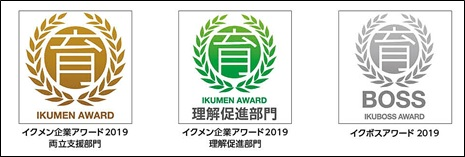 育
IKUMEN AWARD
イクメン企業アワード2019
両立支援部門
育
IKUMEN AWARD
理解促進部門
イクメン企業アワード2019
理解促進部門
育
BOSS
IKUBOSS AWARD
イクボスアワード 2019